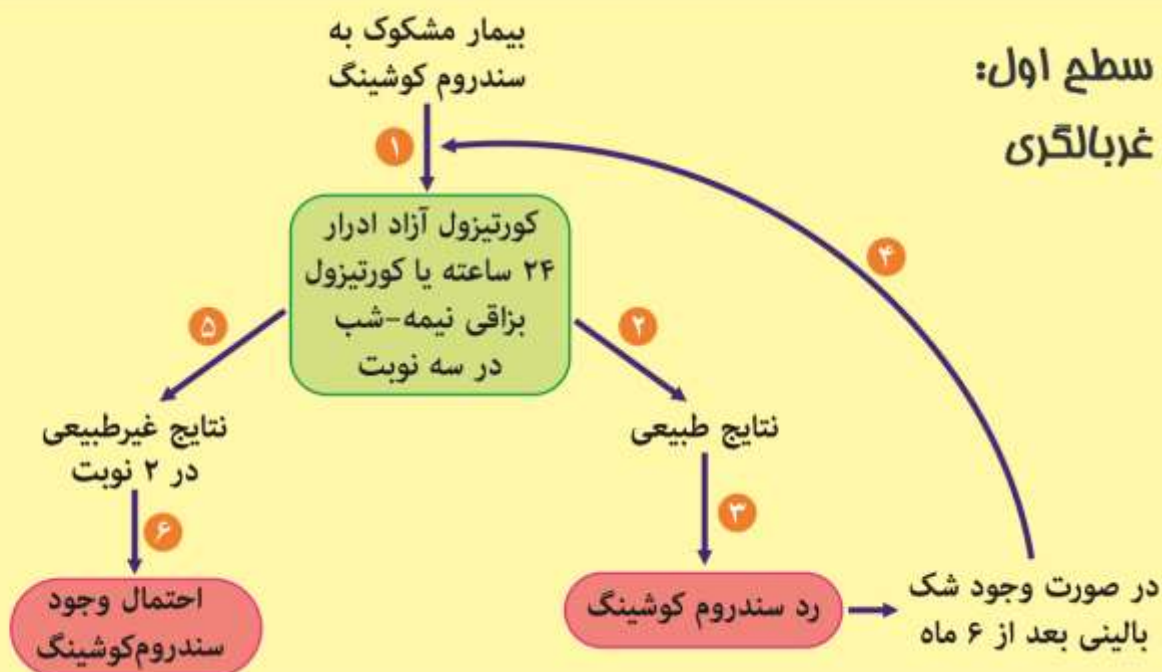 سطح اول:
غربالگری
بیمار مشکوک به
سندروم کوشینگ
۱
کورتیزول آزاد ادرار
۲۴ ساعته یا کورتیزول
بزاقی نیمه-شب
در سه نوبت
۲
نتایج طبیعی
۳
رد سندروم کوشینگ
در صورت وجود شک
بالینی بعد از ۶ ماه
۴
۵
نتایج غیرطبیعی
در ۲ نوبت
۶
احتمال وجود
سندروم‌کوشینگ